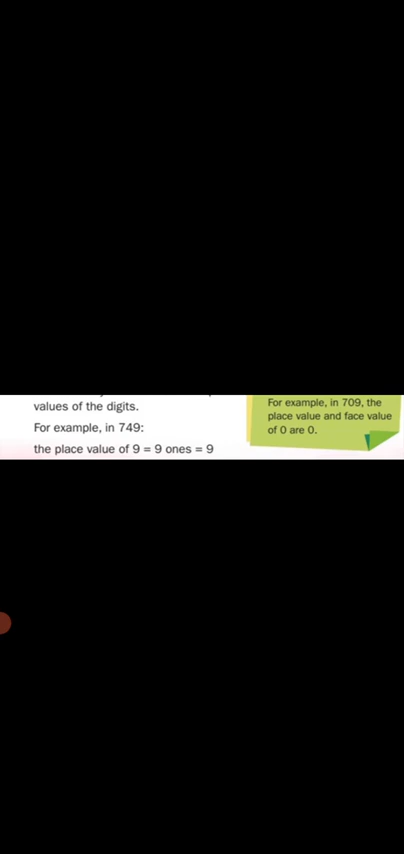 values of the digits.
For example, in 749:
the place value of 9 = 9 ones = 9
For example, in 709, the
place value and face value
of 0 are 0.